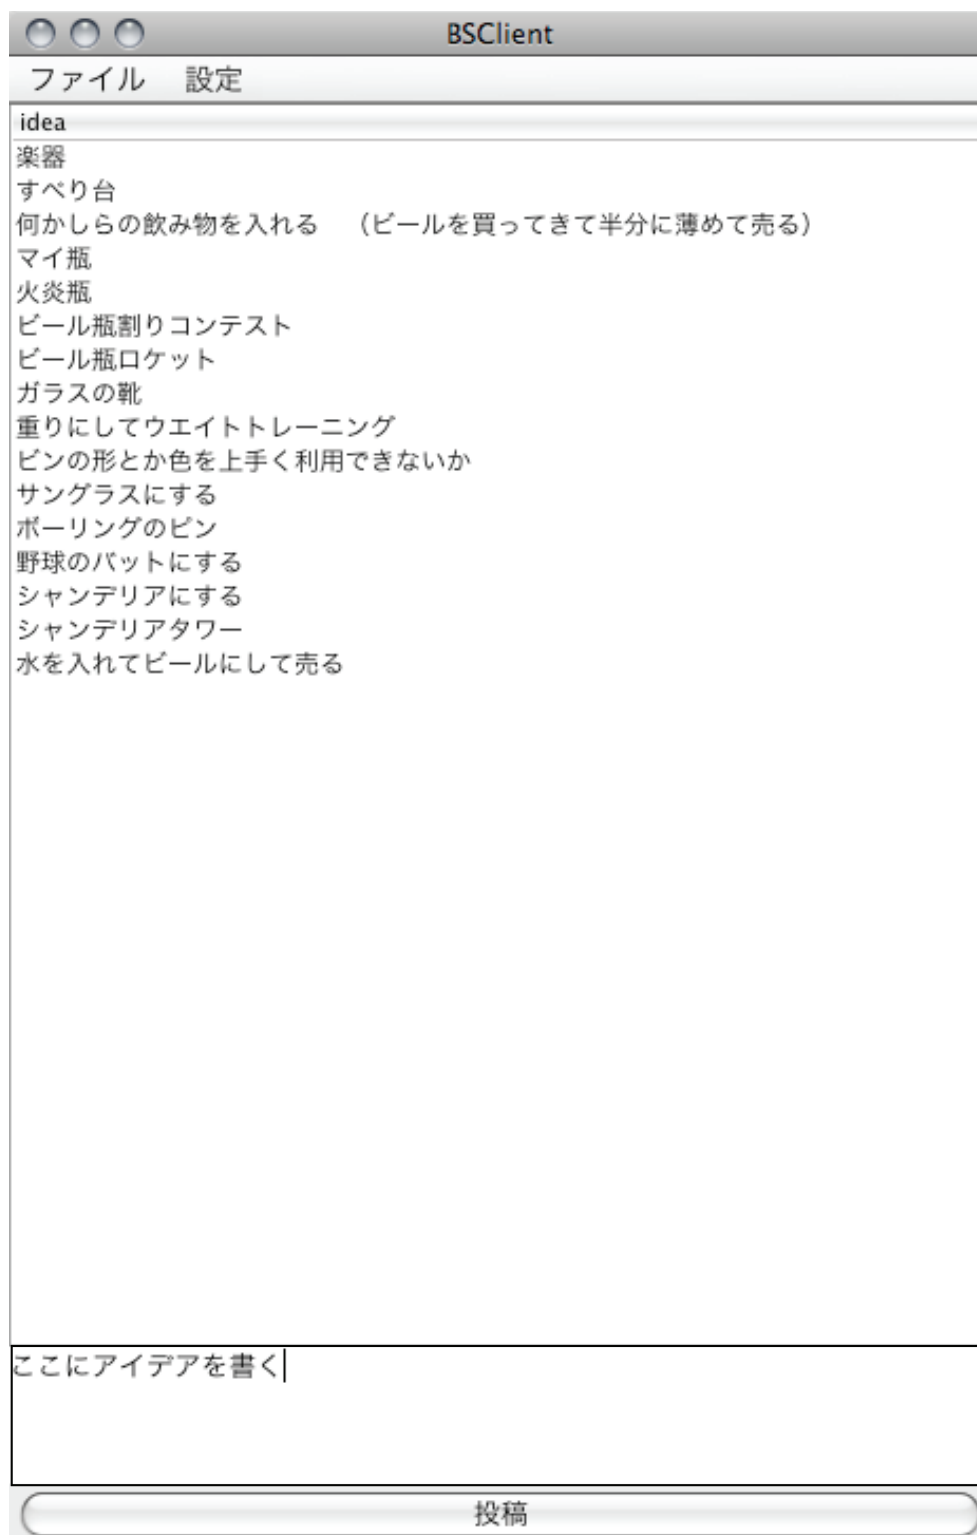 BSClient
ファイル 設定
idea
楽器
すべり台
何かしらの飲み物を入れる （ビールを買ってきて半分に薄めて売る）
マイ瓶
火炎瓶
ビール瓶割りコンテスト
ビール瓶ロケット
ガラスの靴
重りにしてウエイトトレーニング
ビンの形とか色を上手く利用できないか
サングラスにする
ボーリングのピン
野球のバットにする
シャンデリアにする
シャンデリアタワー
水を入れてビールにして売る
ここにアイデアを書く
投稿